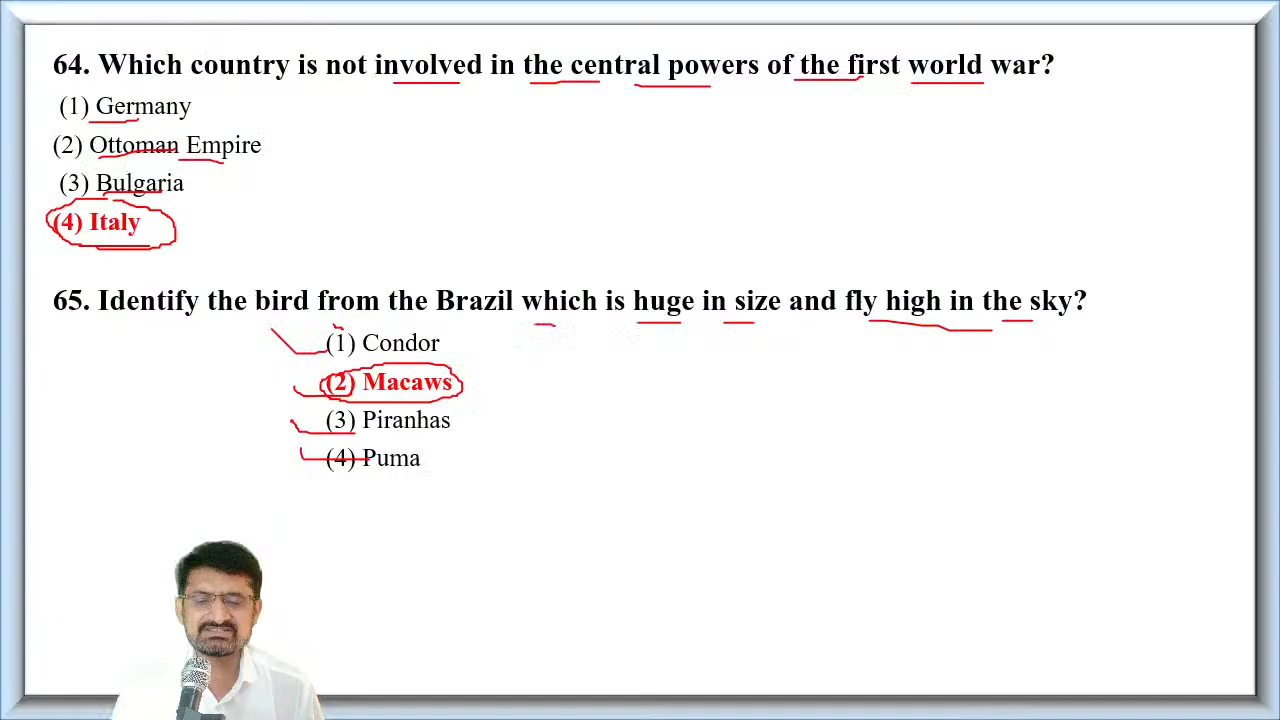 64. Which country is not involved in the central powers of the first world war?
(1) Germany
(2) Ottoman Empire
(3) Bulgaria
(4) Italy
65. Identify the bird from the Brazil which is huge in size and fly high in the sky?
(1) Condor
(2) Macaws
(3) Piranhas
(4) Puma